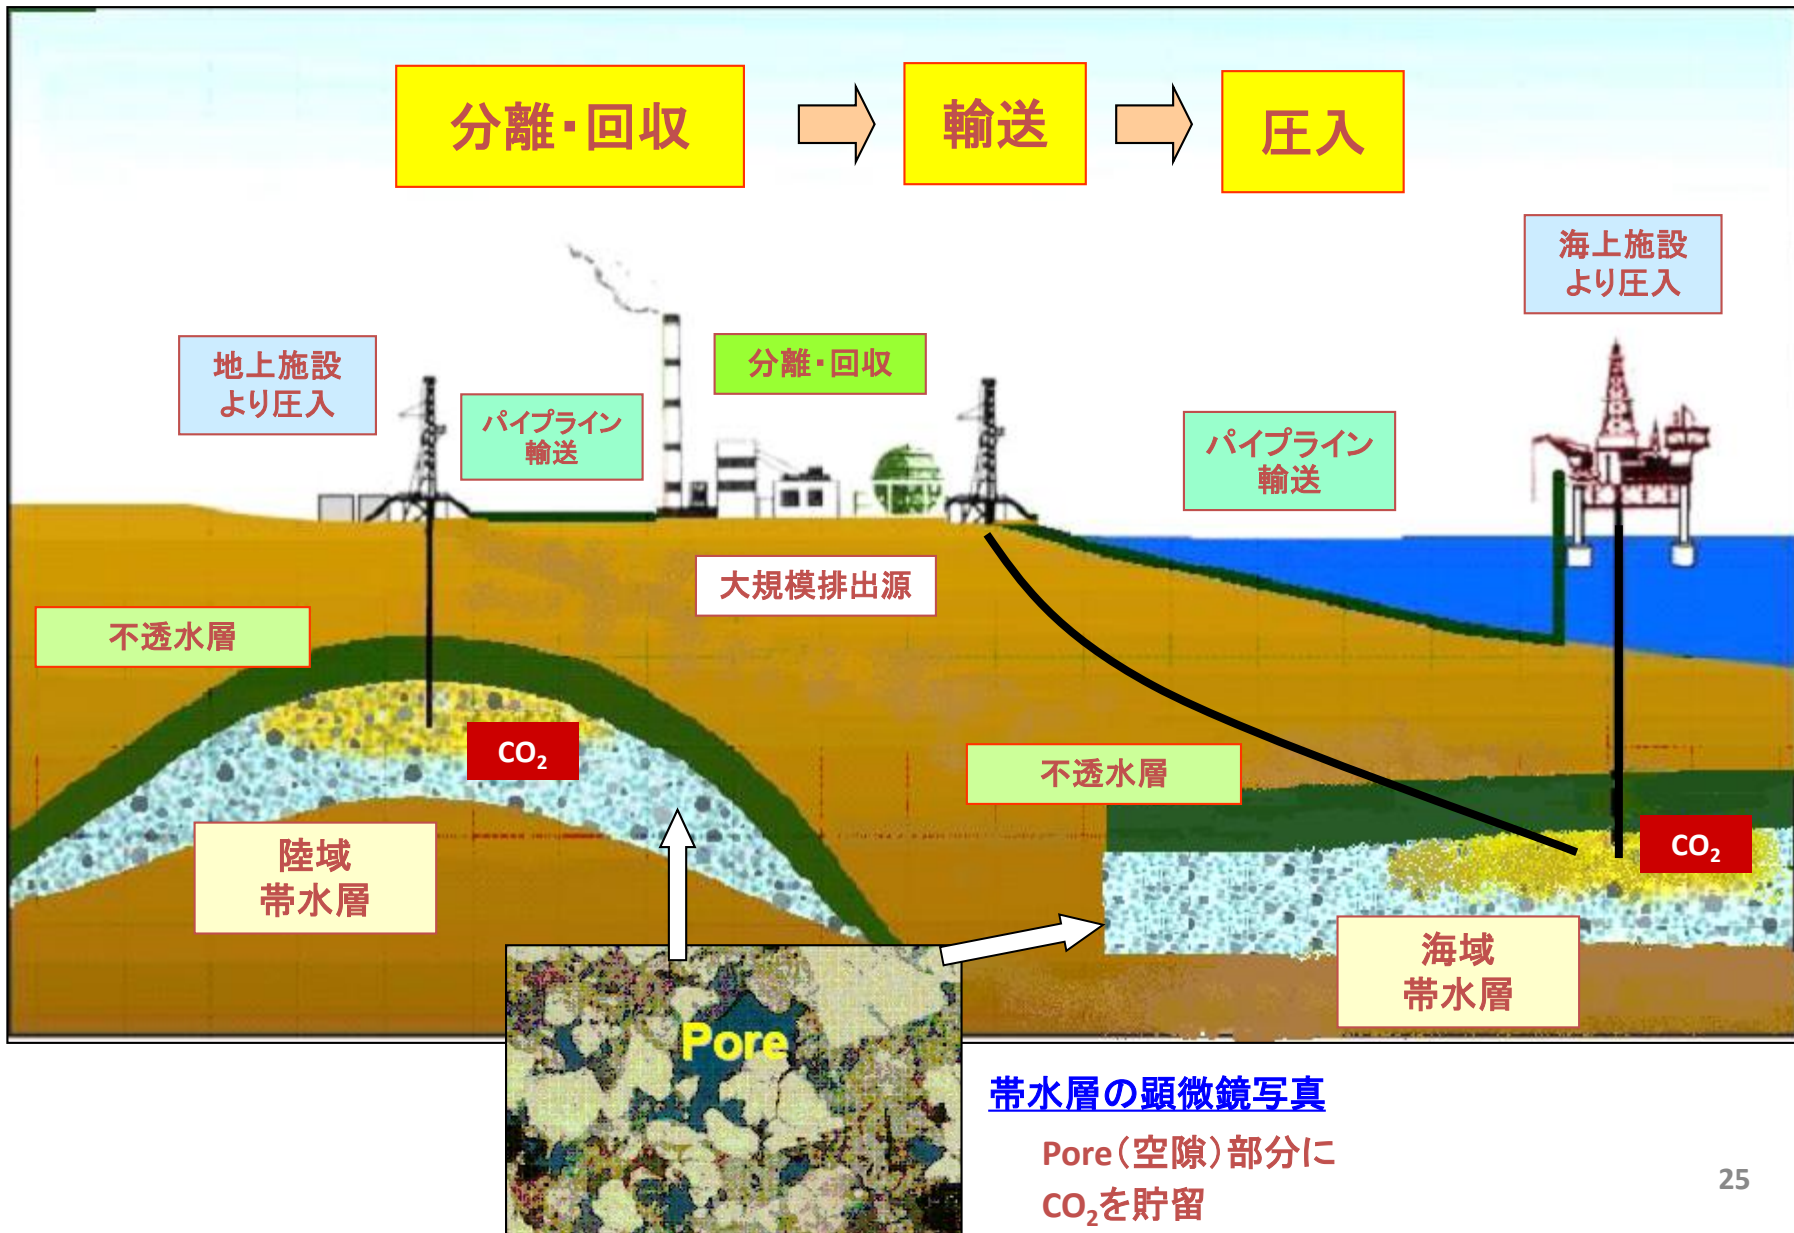 分離・回収
輸送
圧入
海上施設
より圧入
地上施設
より圧入
パイプライン
輸送
分離・回収
パイプライン
輸送
大規模排出源
不透水層
CO₂
不透水層
CO₂
陸域
帯水層
海域
帯水層
Pore
帯水層の顕微鏡写真
Pore（空隙）部分に
CO₂を貯留
25